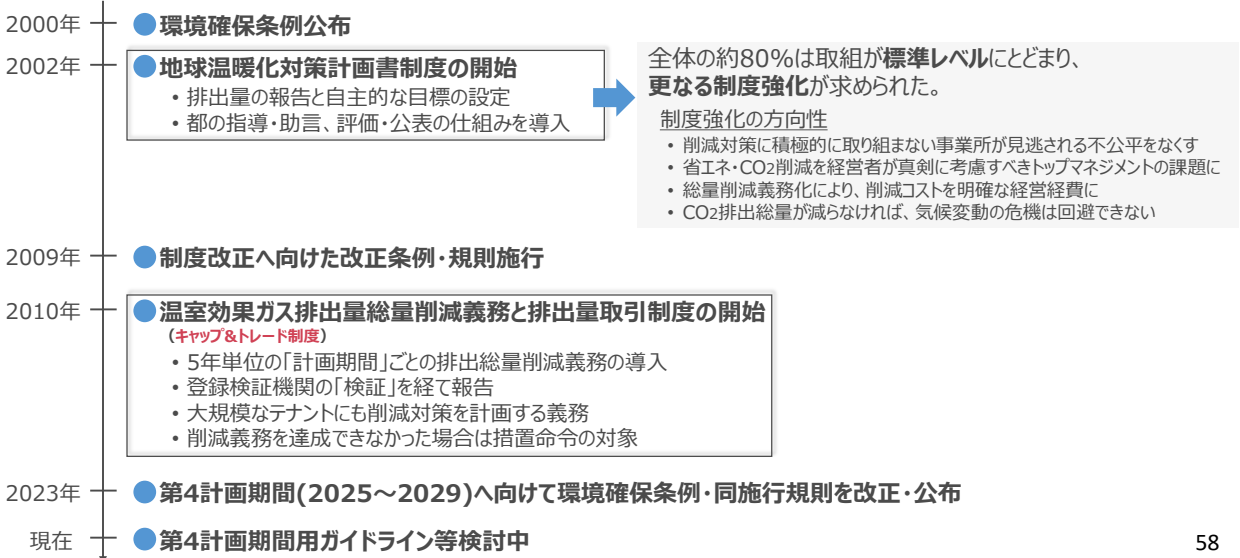 2000年 ●環境確保条例公布
2002年 ●地球温暖化対策計画書制度の開始
• 排出量の報告と自主的な目標の設定
• 都の指導・助言、評価・公表の仕組みを導入
全体の約80%は取組が標準レベルにとどまり、
更なる制度強化が求められた。
制度強化の方向性
• 削減対策に積極的に取り組まない事業所が見逃される不公平をなくす
• 省エネ・CO2削減を経営者が真剣に考慮すべきトップマネジメントの課題に
• 総量削減義務化により、削減コストを明確な経営経費に
• CO2排出総量が減らなければ、気候変動の危機は回避できない
2009年 ●制度改正へ向けた改正条例・規則施行
2010年 ●温室効果ガス排出量総量削減義務と排出量取引制度の開始
(キャップ&トレード制度)
• 5年単位の「計画期間」ごとの排出総量削減義務の導入
• 登録検証機関の「検証」を経て報告
• 大規模なテナントにも削減対策を計画する義務
• 削減義務を達成できなかった場合は措置命令の対象
2023年 ●第4計画期間(2025～2029)へ向けて環境確保条例・同施行規則を改正・公布
現在 ●第4計画期間用ガイドライン等検討中
58